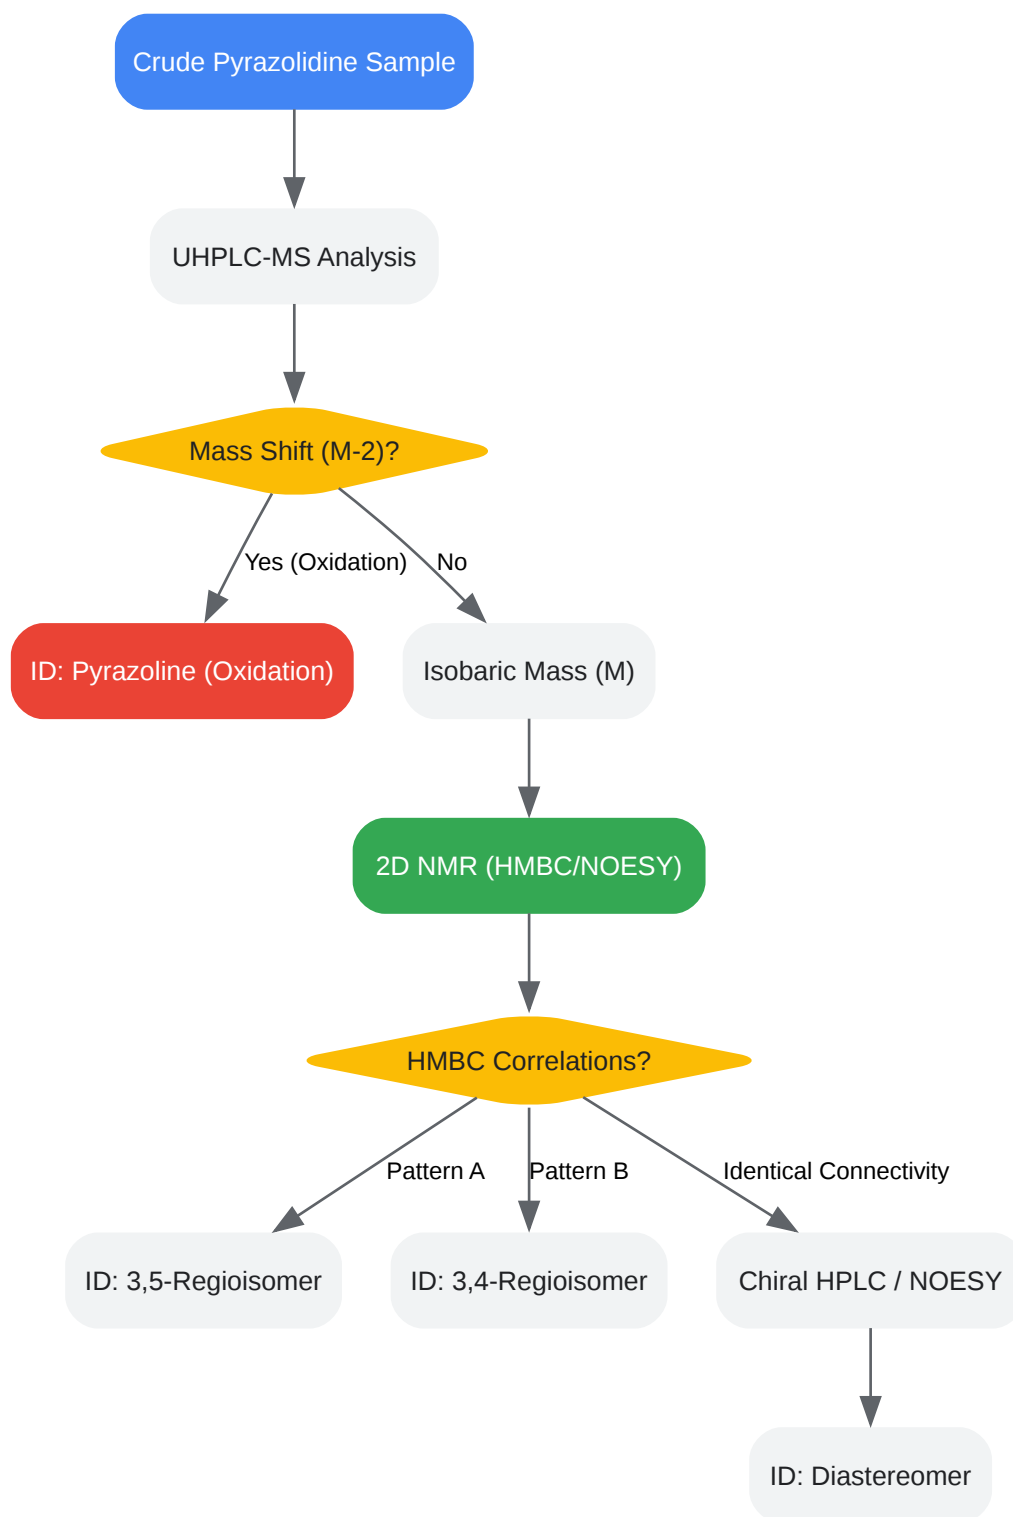 Crude Pyrazolidine Sample
UHPLC-MS Analysis
Mass Shift (M-2)?
Yes (Oxidation)
No
ID: Pyrazoline (Oxidation)
Isobaric Mass (M)
2D NMR (HMBC/NOESY)
HMBC Correlations?
Pattern A
Pattern B
Identical Connectivity
ID: 3,5-Regioisomer
ID: 3,4-Regioisomer
Chiral HPLC / NOESY
ID: Diastereomer